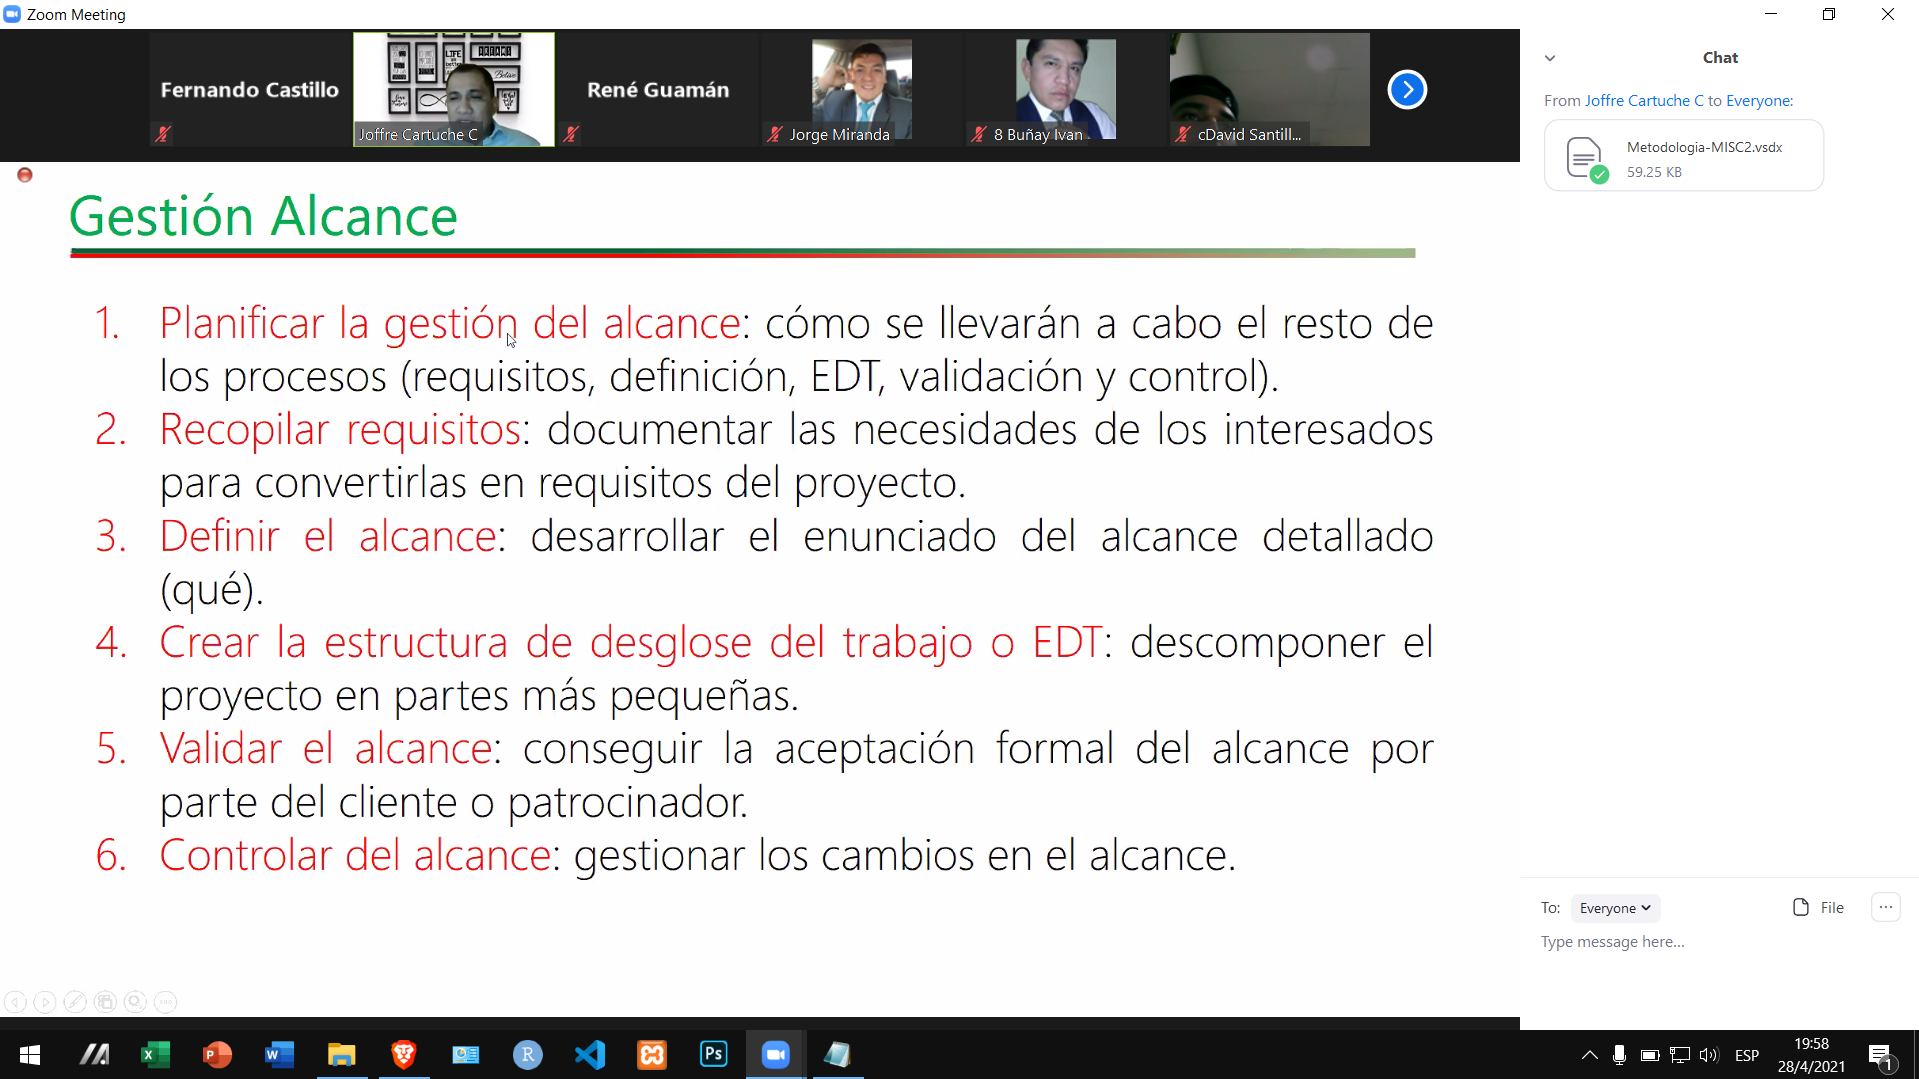 Zoom Meeting
Fernando Castillo
Joffre Cartuche C
René Guamán
Jorge Miranda
8 Buñay Ivan
cDavid Santill...
Gestión Alcance
1. Planificar la gestión del alcance: cómo se llevarán a cabo el resto de
los procesos (requisitos, definición, EDT, validación y control).
2. Recopilar requisitos: documentar las necesidades de los interesados
para convertirlas en requisitos del proyecto.
3. Definir el alcance: desarrollar el enunciado del alcance detallado
(qué).
4. Crear la estructura de desglose del trabajo o EDT: descomponer el
proyecto en partes más pequeñas.
5. Validar el alcance: conseguir la aceptación formal del alcance por
parte del cliente o patrocinador.
6. Controlar del alcance: gestionar los cambios en el alcance.
Chat
From Joffre Cartuche C to Everyone:
Metodologia-MISC2.vsdx
59.25 KB
To: Everyone
File
Type message here...
ESP
19:58
28/4/2021
1
X
P
W
R
Ps